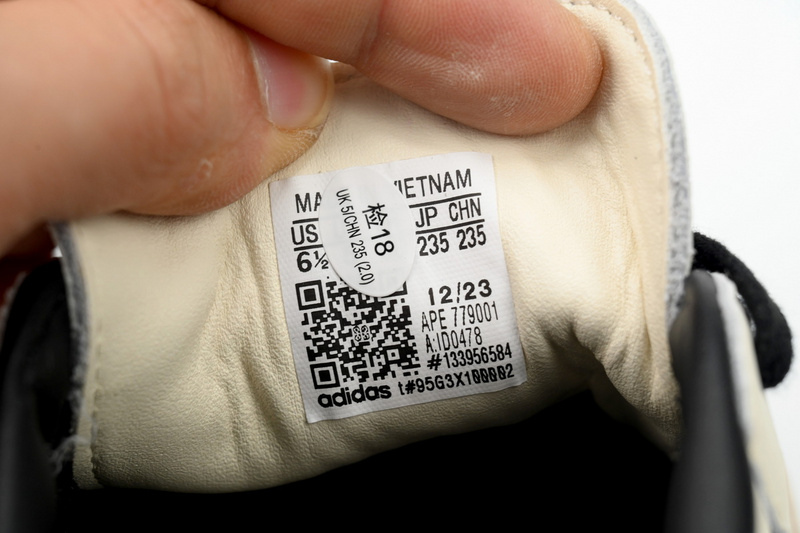 MA VIETNAM
US JP CHN
6½ 235 235
检18
UK 5/CHN 235 (2.0)
12/23
APE 779001
A:ID0478
#133956584
adidas t#95G3X100002